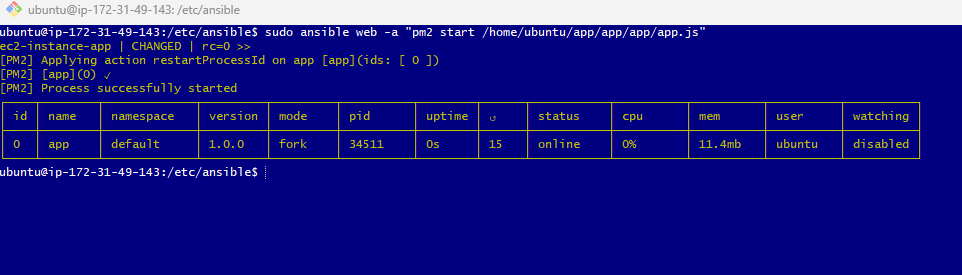 ubuntu@ip-172-31-49-143: /etc/ansible
ubuntu@ip-172-31-49-143:/etc/ansible$ sudo ansible web -a "pm2 start /home/ubuntu/app/app/app/app.js"
ec2-instance-app | CHANGED | rc=0 >>
[PM2] Applying action restartProcessId on app [app](ids: [ 0 ])
[PM2] [app](0) ✓
[PM2] Process successfully started
id name namespace version mode pid uptime ↺ status cpu mem user watching
0 app default 1.0.0 fork 34511 0s 15 online 0% 11.4mb ubuntu disabled
ubuntu@ip-172-31-49-143:/etc/ansible$